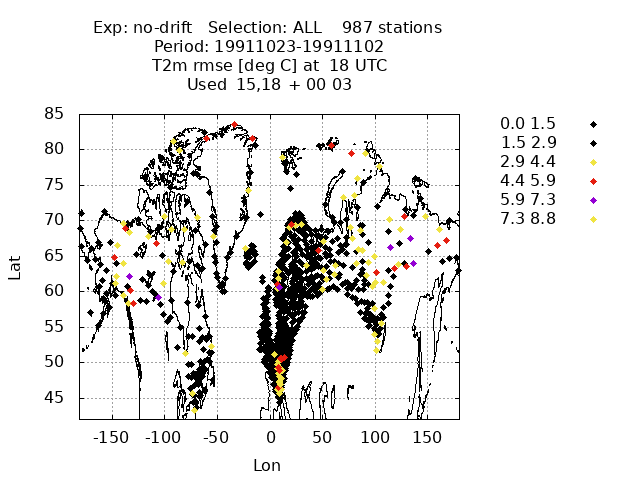 Exp: no-drift   Selection: ALL    987 stations
Period: 19911023-19911102
T2m rmse [deg C] at  18 UTC
Used  15,18 + 00 03
85
80
75
70
65
60
55
50
45
Lat
-150 -100 -50 0 50 100 150
Lon
0.0 1.5
1.5 2.9
2.9 4.4
4.4 5.9
5.9 7.3
7.3 8.8